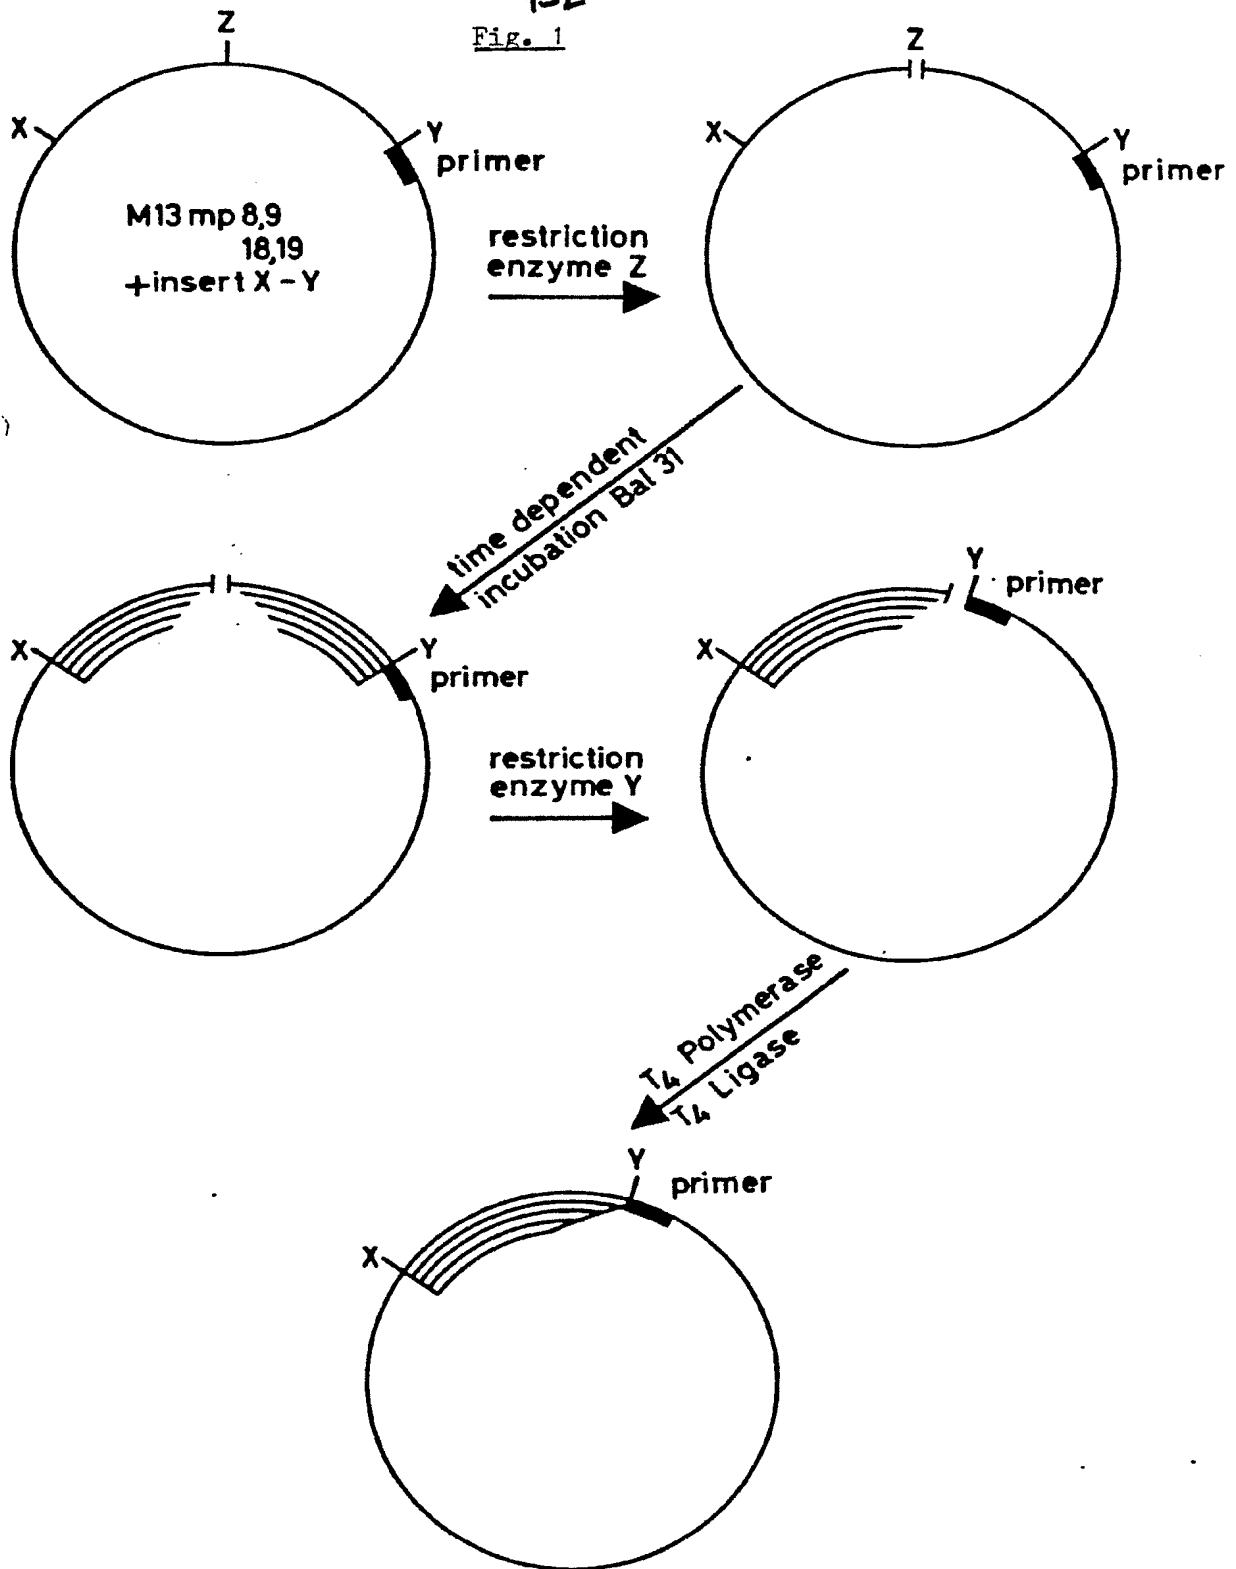 Fig. 1
Z
X
Y
primer
M13 mp 8,9
18,19
+insert X - Y
restriction
enzyme Z
Z
X
Y
primer
time dependent
incubation Bal 31
X
Y
primer
restriction
enzyme Y
Y
primer
X
T4 Polymerase
T4 Ligase
Y
primer
X